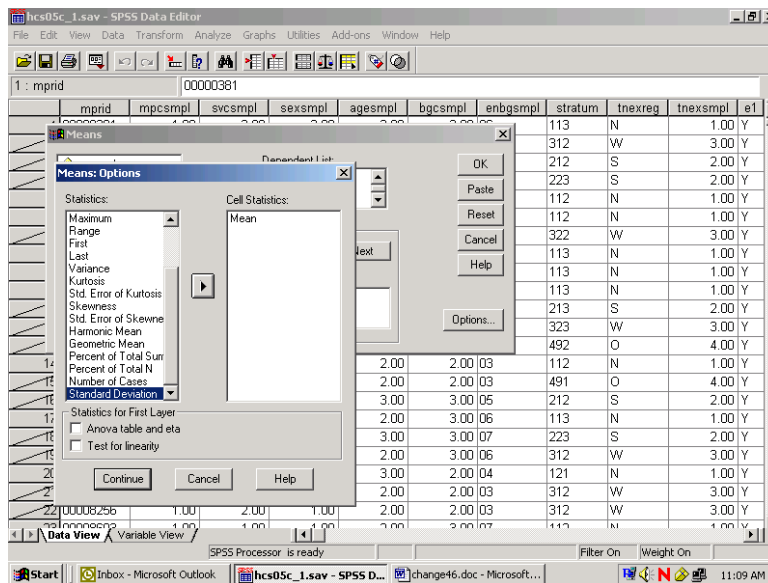 hcs05c_1.sav - SPSS Data Editor
File Edit View Data Transform Analyze Graphs Utilities Add-ons Window Help
1 : mprid 00000381
mprid mpcsmpl svcsmpl sexsmpl agesmpl bgcsmpl enbgsmpl stratum tnexreg tnexsmpl e1
113 N 1.00 Y
312 W 3.00 Y
212 S 2.00 Y
223 S 2.00 Y
112 N 1.00 Y
112 N 1.00 Y
322 W 3.00 Y
113 N 1.00 Y
113 N 1.00 Y
113 N 1.00 Y
213 S 2.00 Y
323 W 3.00 Y
492 O 4.00 Y
14 2.00 2.00 03 112 N 1.00 Y
15 2.00 2.00 03 491 O 4.00 Y
16 3.00 3.00 05 212 S 2.00 Y
17 2.00 3.00 06 113 N 1.00 Y
18 3.00 3.00 07 223 S 2.00 Y
19 2.00 3.00 06 312 W 3.00 Y
20 3.00 2.00 04 121 N 1.00 Y
2.00 2.00 03 312 W 3.00 Y
22 00008256 1.00 2.00 1.00 2.00 2.00 03 312 W 3.00 Y
Means
Dependent List:
OK
Paste
Reset
Cancel
Help
Next
Options...
Means: Options
Statistics:
Maximum
Range
First
Last
Variance
Kurtosis
Std. Error of Kurtosis
Skewness
Std. Error of Skewne
Harmonic Mean
Geometric Mean
Percent of Total Sum
Percent of Total N
Number of Cases
Standard Deviation
Cell Statistics:
Mean
Statistics for First Layer
Anova table and eta
Test for linearity
Continue Cancel Help
Data View Variable View
SPSS Processor is ready Filter On Weight On
Start Inbox - Microsoft Outlook hcs05c_1.sav - SPSS D... change46.doc - Microsoft... 11:09 AM